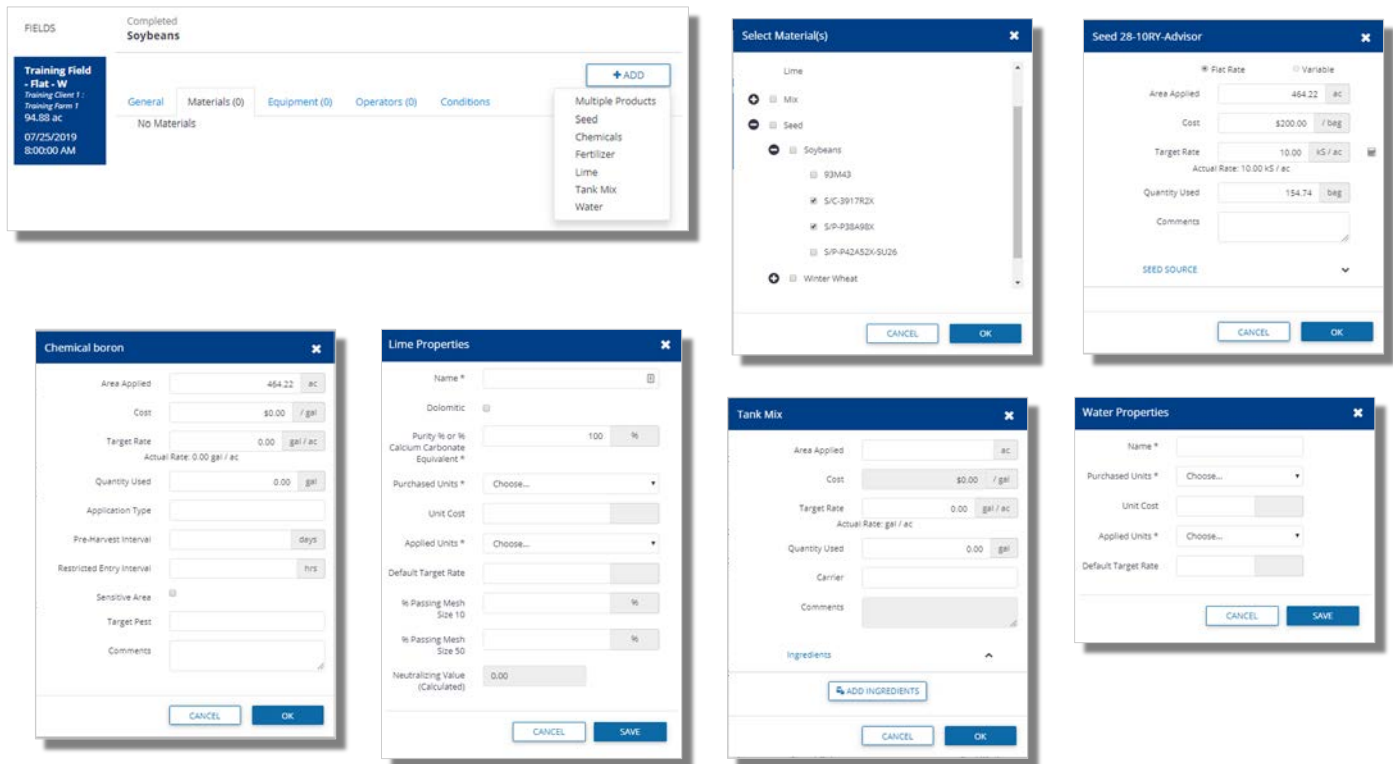 FIELDS
Completed
Soybeans
Training Field
- Flat - W
Training Client 1 :
Training Farm 1
94.88 ac
07/25/2019
8:00:00 AM
+ ADD
General Materials (0) Equipment (0) Operators (0) Conditions
No Materials
Multiple Products
Seed
Chemicals
Fertilizer
Lime
Tank Mix
Water
Select Material(s)
Lime
Mix
Seed
Soybeans
93M43
S/C-3917R2X
S/P-P38A98X
S/P-P42A52X-SU26
Winter Wheat
CANCEL OK
Seed 28-10RY-Advisor
Flat Rate Variable
Area Applied 464.22 ac
Cost $200.00 / bag
Target Rate 10.00 kS / ac
Actual Rate: 10.00 kS / ac
Quantity Used 154.74 bag
Comments
SEED SOURCE
CANCEL OK
Chemical boron
Area Applied 464.22 ac
Cost $0.00 / gal
Target Rate 0.00 gal / ac
Actual Rate: 0.00 gal / ac
Quantity Used 0.00 gal
Application Type
Pre-Harvest Interval days
Restricted Entry Interval hrs
Sensitive Area
Target Pest
Comments
CANCEL OK
Lime Properties
Name *
Dolomitic
Purity % or %
Calcium Carbonate
Equivalent *
100 %
Purchased Units * Choose...
Unit Cost
Applied Units * Choose...
Default Target Rate
% Passing Mesh
Size 10
%
% Passing Mesh
Size 50
%
Neutralizing Value
(Calculated)
0.00
CANCEL SAVE
Tank Mix
Area Applied ac
Cost $0.00 / gal
Target Rate 0.00 gal / ac
Actual Rate: gal / ac
Quantity Used 0.00 gal
Carrier
Comments
Ingredients
ADD INGREDIENTS
CANCEL OK
Water Properties
Name *
Purchased Units * Choose...
Unit Cost
Applied Units * Choose...
Default Target Rate
CANCEL SAVE